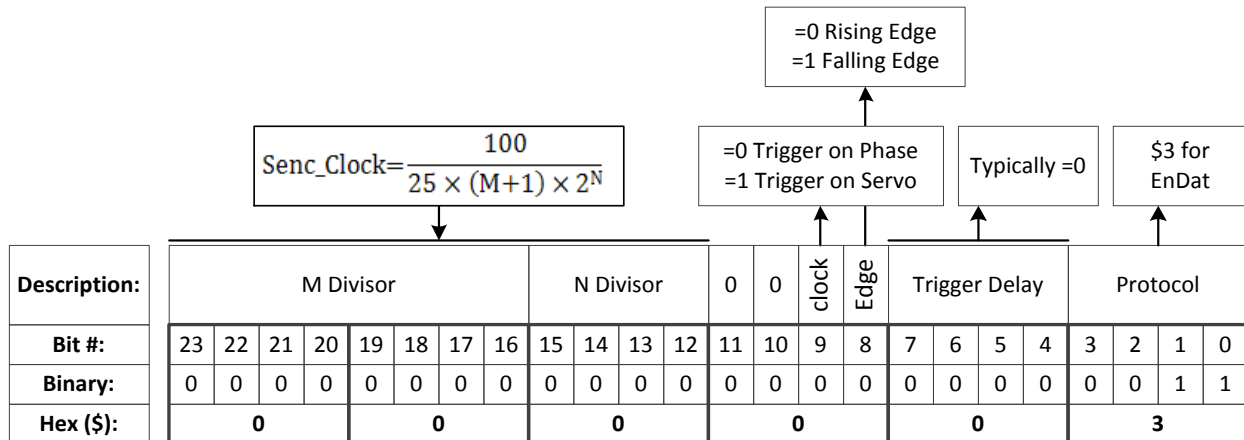 =0 Rising Edge
=1 Falling Edge
Senc_Clock= 100
25 × (M+1) × 2^N
=0 Trigger on Phase
=1 Trigger on Servo
Typically =0
$3 for
EnDat
Description: M Divisor N Divisor 0 0 clock Edge Trigger Delay Protocol
Bit #: 23 22 21 20 19 18 17 16 15 14 13 12 11 10 9 8 7 6 5 4 3 2 1 0
Binary: 0 0 0 0 0 0 0 0 0 0 0 0 0 0 0 0 0 0 0 0 0 0 1 1
Hex ($): 0 0 0 0 0 3